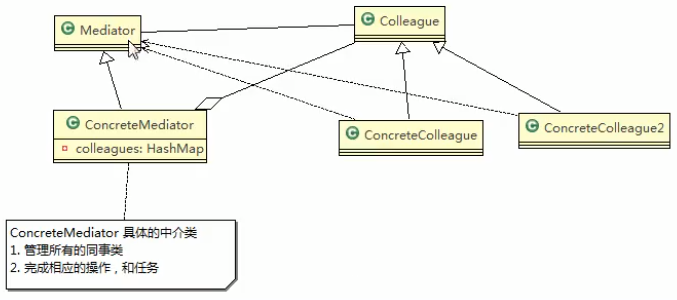 Mediator
Colleague
ConcreteMediator
colleagues: HashMap
ConcreteColleague
ConcreteColleague2
ConcreteMediator 具体的中介类
1. 管理所有的同事类
2. 完成相应的操作，和任务